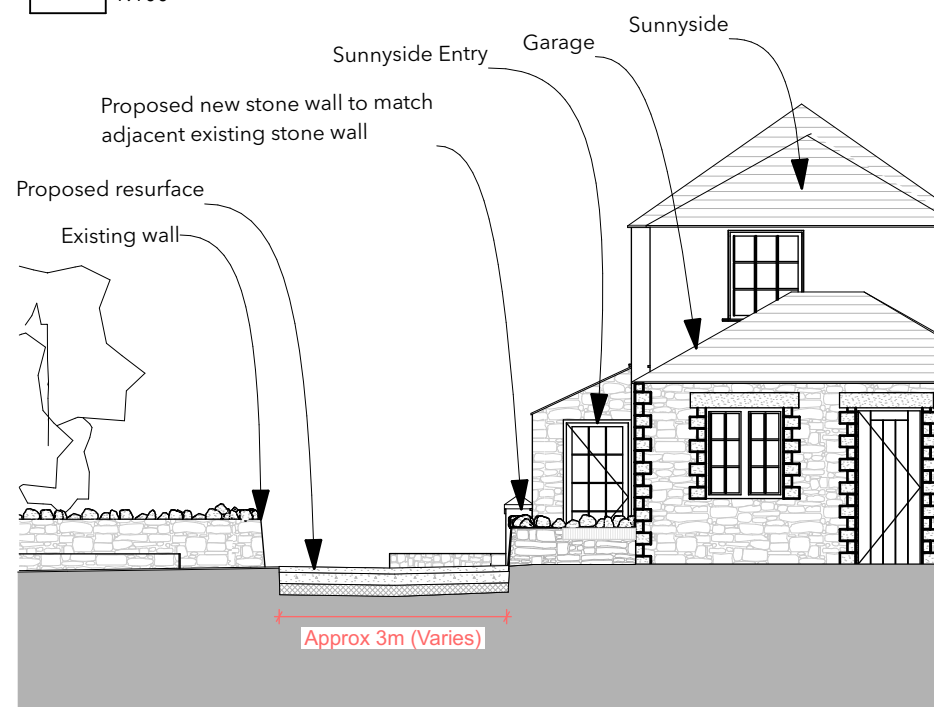 Sunnyside
Garage
Sunnyside Entry
Proposed new stone wall to match
adjacent existing stone wall
Proposed resurface
Existing wall
Approx 3m (Varies)